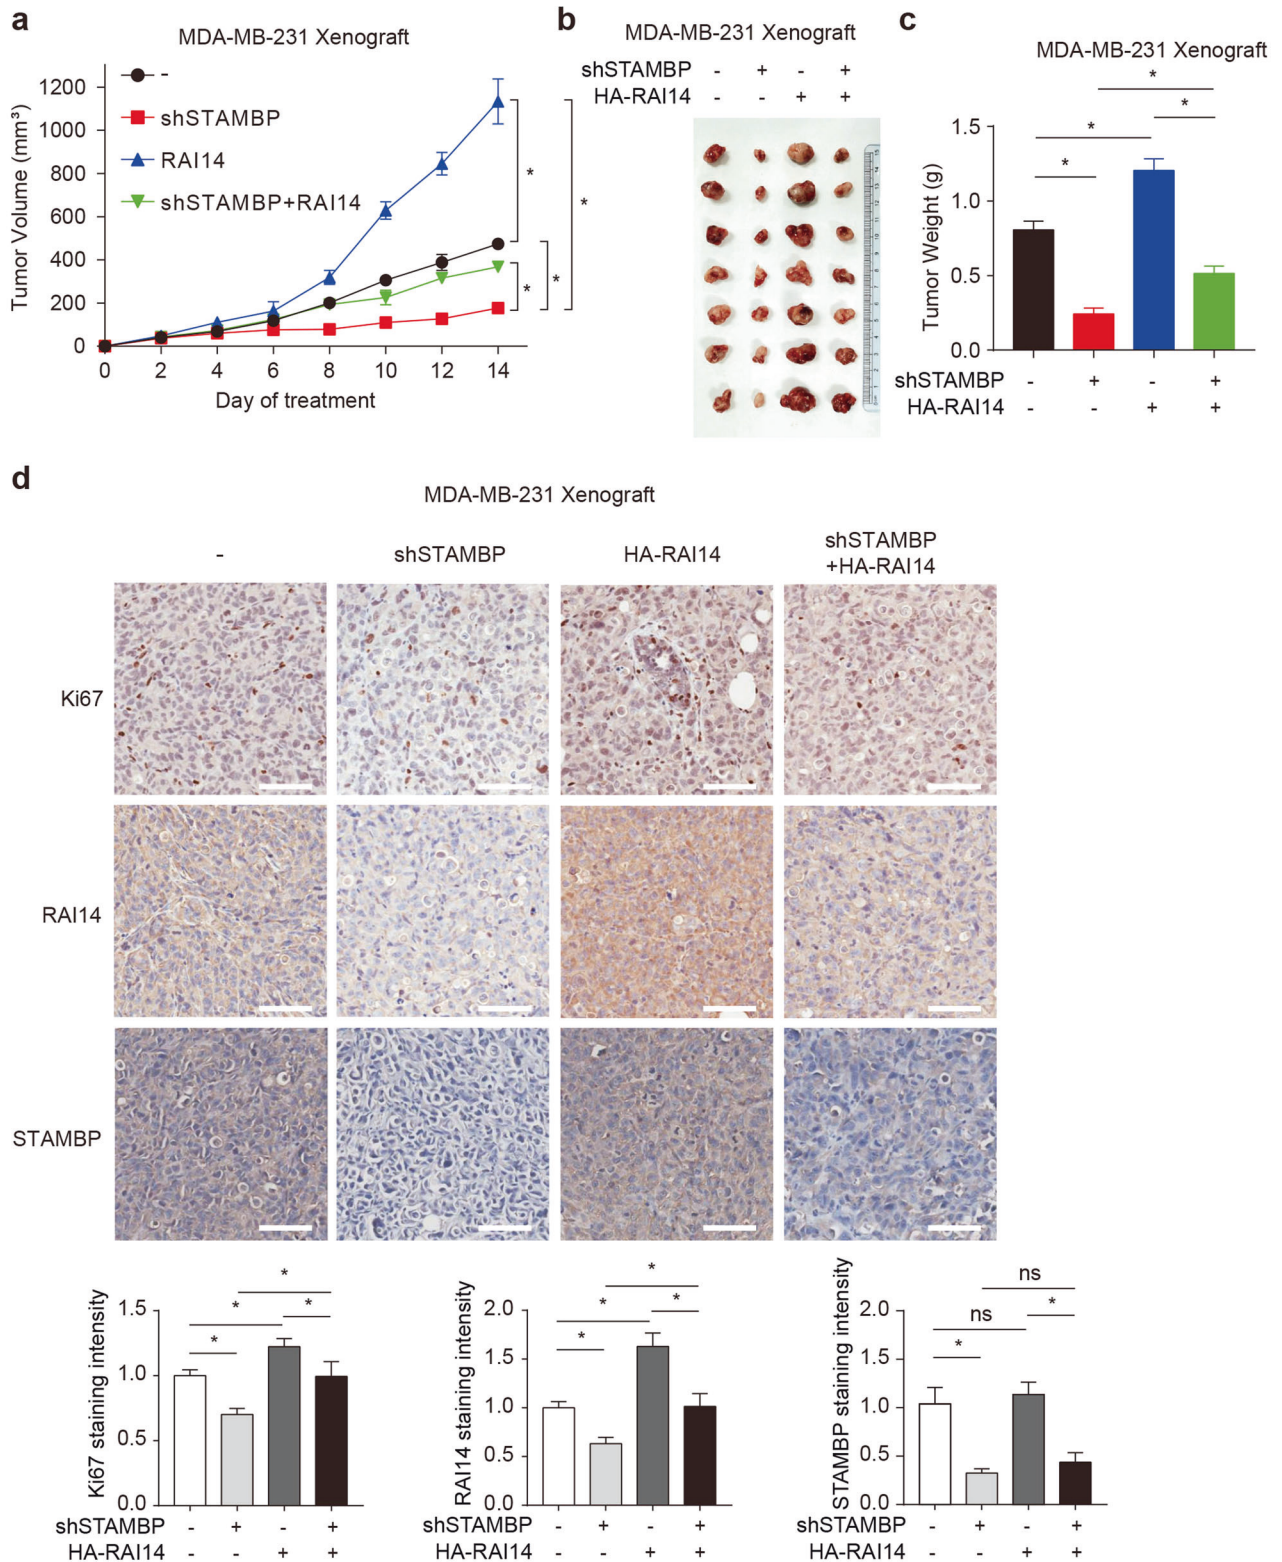 a
MDA-MB-231 Xenograft
Tumor Volume (mm³)
1200
1000
800
600
400
200
0
-
shSTAMBP
RAI14
shSTAMBP+RAI14
*
*
*
*
0 2 4 6 8 10 12 14
Day of treatment
b
MDA-MB-231 Xenograft
shSTAMBP - + - +
HA-RAI14 - - + +
c
MDA-MB-231 Xenograft
*
*
*
*
Tumor Weight (g)
1.5
1.0
0.5
0.0
shSTAMBP - + - +
HA-RAI14 - - + +
d
MDA-MB-231 Xenograft
- shSTAMBP HA-RAI14 shSTAMBP
+HA-RAI14
Ki67
RAI14
STAMBP
Ki67 staining intensity
1.5
1.0
0.5
0.0
*
*
*
*
shSTAMBP - + - +
HA-RAI14 - - + +
RAI14 staining intensity
2.0
1.5
1.0
0.5
0.0
*
*
*
*
shSTAMBP - + - +
HA-RAI14 - - + +
STAMBP staining intensity
2.0
1.5
1.0
0.5
0.0
ns
ns
*
*
shSTAMBP - + - +
HA-RAI14 - - + +